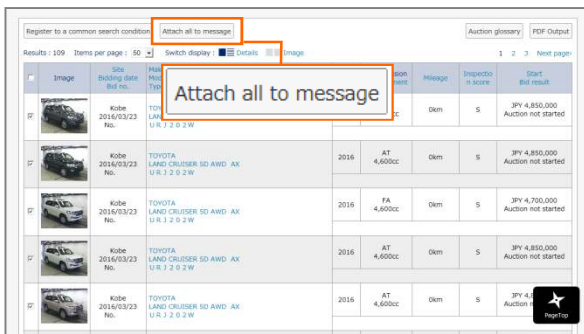 Register to a common search condition
Attach all to message
Auction glossary
PDF Output
Results : 109 Items per page : 50 Switch display : Details Image
1 2 3 Next page
Image
Site
Bidding date
Bid no.
Mileage
Start
Bid result
Attach all to message
Kobe
2016/03/23
No.
0km
S
JPY 4,850,000
Auction not started
Kobe
2016/03/23
No.
TOYOTA
LAND CRUISER 5D AWD AX
URJ202W
2016
AT
4,600cc
0km
S
JPY 4,850,000
Auction not started
Kobe
2016/03/23
No.
TOYOTA
LAND CRUISER 5D AWD AX
URJ202W
2016
FA
4,600cc
0km
S
JPY 4,700,000
Auction not started
Kobe
2016/03/23
No.
TOYOTA
LAND CRUISER 5D AWD AX
URJ202W
2016
AT
4,600cc
0km
S
JPY 4,850,000
Auction not started
Kobe
2016/03/23
No.
TOYOTA
LAND CRUISER 5D AWD AX
URJ202W
2016
AT
4,600cc
0km
S
PageTop